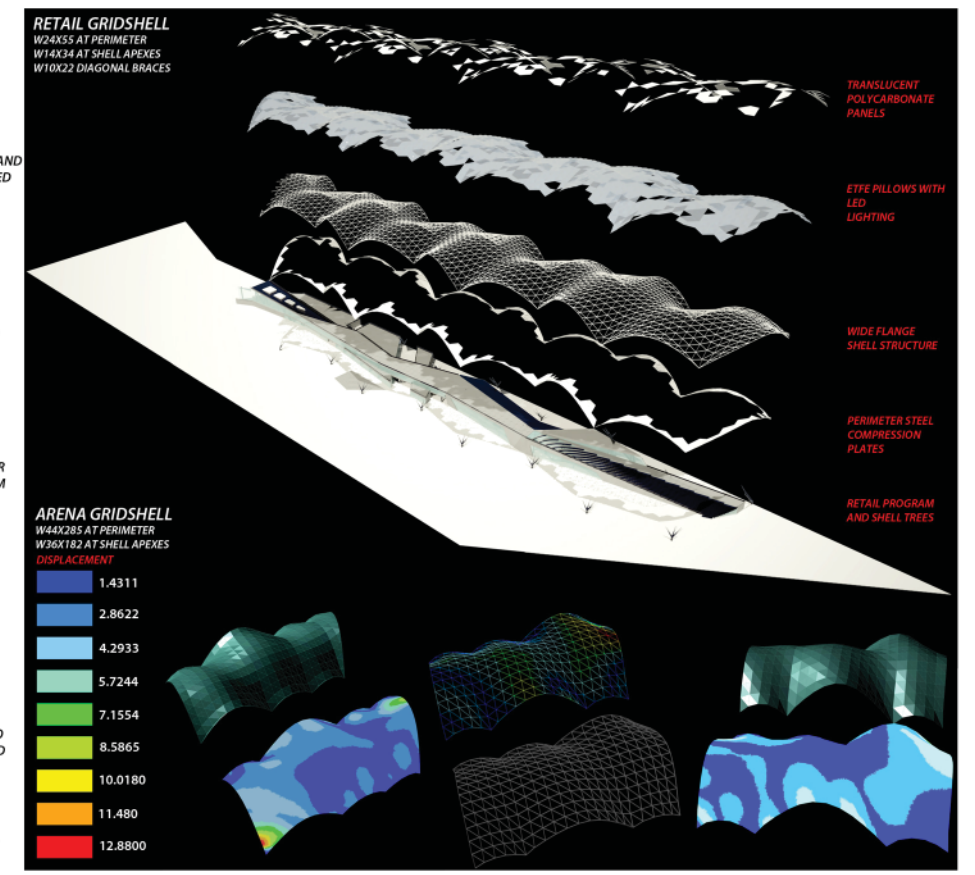 RETAIL GRIDSHELL
W24X55 AT PERIMETER
W14X34 AT SHELL APEXES
W10X22 DIAGONAL BRACES
TRANSLUCENT
POLYCARBONATE
PANELS
AND
ETFE PILLOWS WITH
LED
LIGHTING
WIDE FLANGE
SHELL STRUCTURE
PERIMETER STEEL
COMPRESSION
PLATES
RETAIL PROGRAM
AND SHELL TREES
ARENA GRIDSHELL
W44X285 AT PERIMETER
W36X182 AT SHELL APEXES
DISPLACEMENT
1.4311
2.8622
4.2933
5.7244
7.1554
8.5865
10.0180
11.480
12.8800